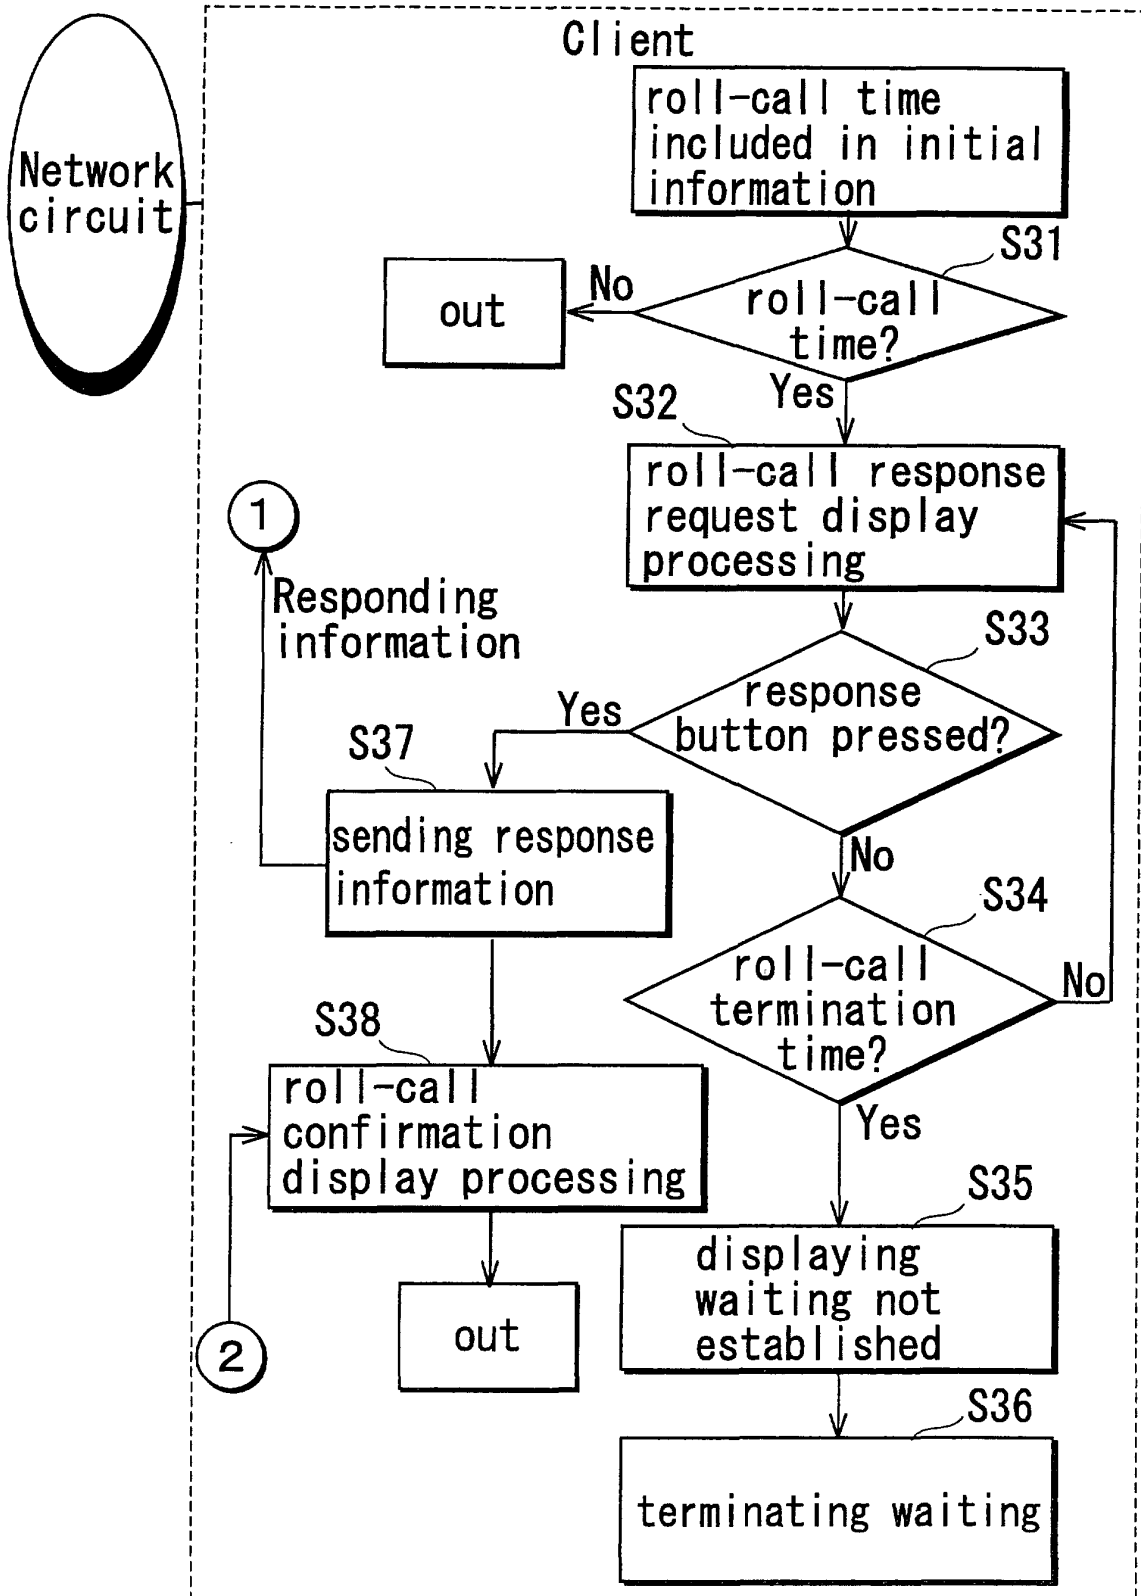 Client
Network
circuit
roll-call time
included in initial
information
S31
roll-call
time?
No
out
Yes
S32
roll-call response
request display
processing
1
Responding
information
S33
response
button pressed?
Yes
S37
sending response
information
No
S34
roll-call
termination
time?
No
S38
roll-call
confirmation
display processing
Yes
S35
displaying
waiting not
established
out
2
S36
terminating waiting